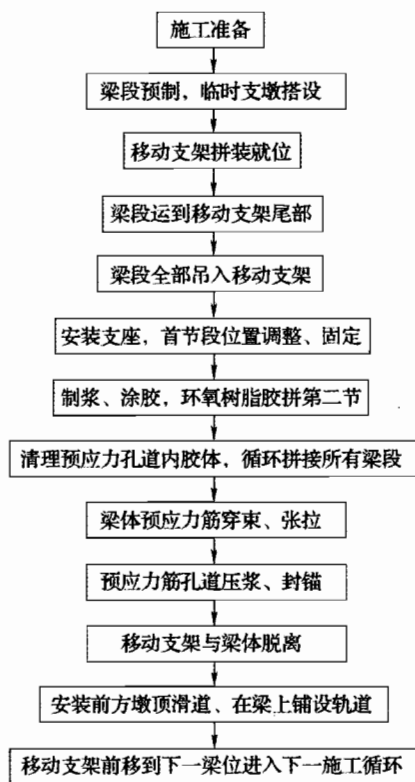 施工准备
梁段预制，临时支墩搭设
移动支架拼装就位
梁段运到移动支架尾部
梁段全部吊入移动支架
安装支座，首节段位置调整、固定
制浆、涂胶，环氧树脂胶拼第二节
清理预应力孔道内胶体，循环拼接所有梁段
梁体预应力筋穿束、张拉
预应力筋孔道压浆、封锚
移动支架与梁体脱离
安装前方墩顶滑道、在梁上铺设轨道
移动支架前移到下一梁位进入下一施工循环